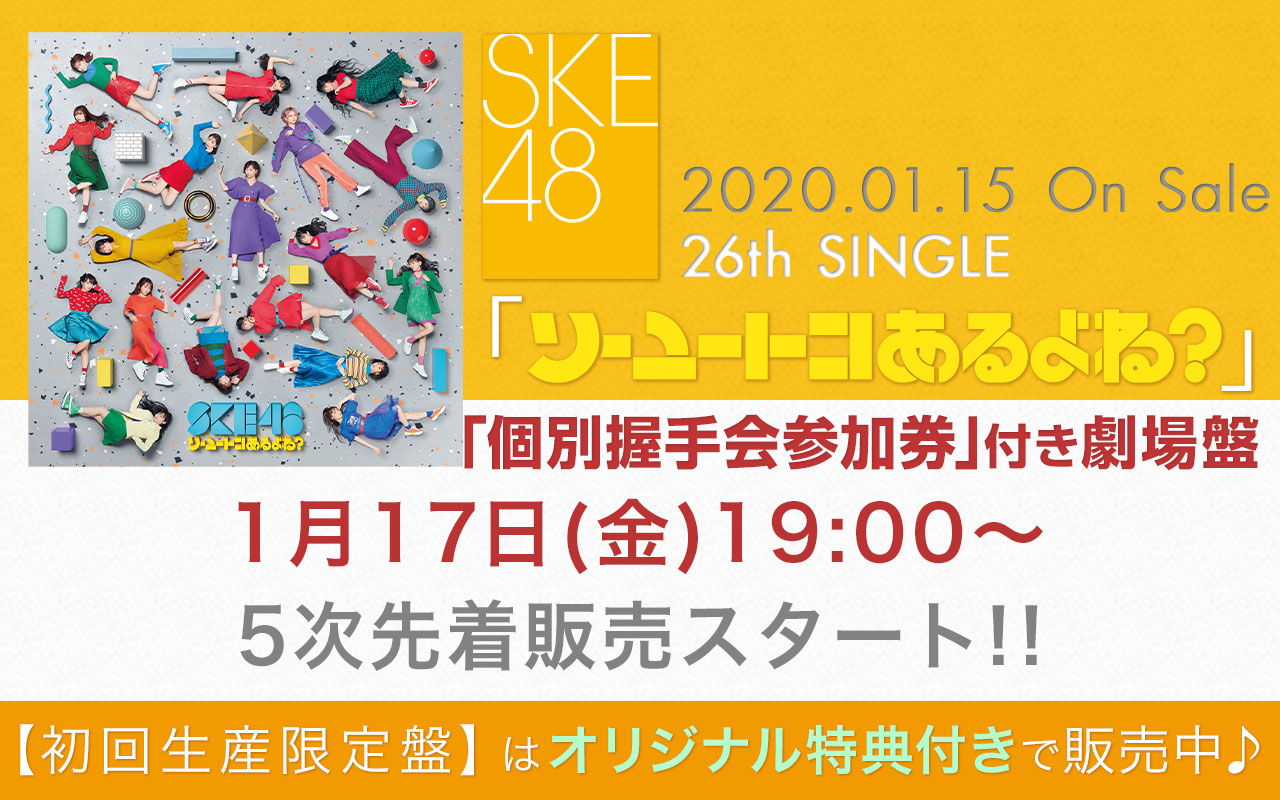 SKE
48
2020.01.15 On Sale
26th SINGLE
「ソーユートコあるよね?」
SKE48
ソーユートコあるよね?
「個別握手会参加券」付き劇場盤
1月17日(金)19:00〜
5次先着販売スタート!!
【初回生産限定盤】はオリジナル特典付きで販売中♪